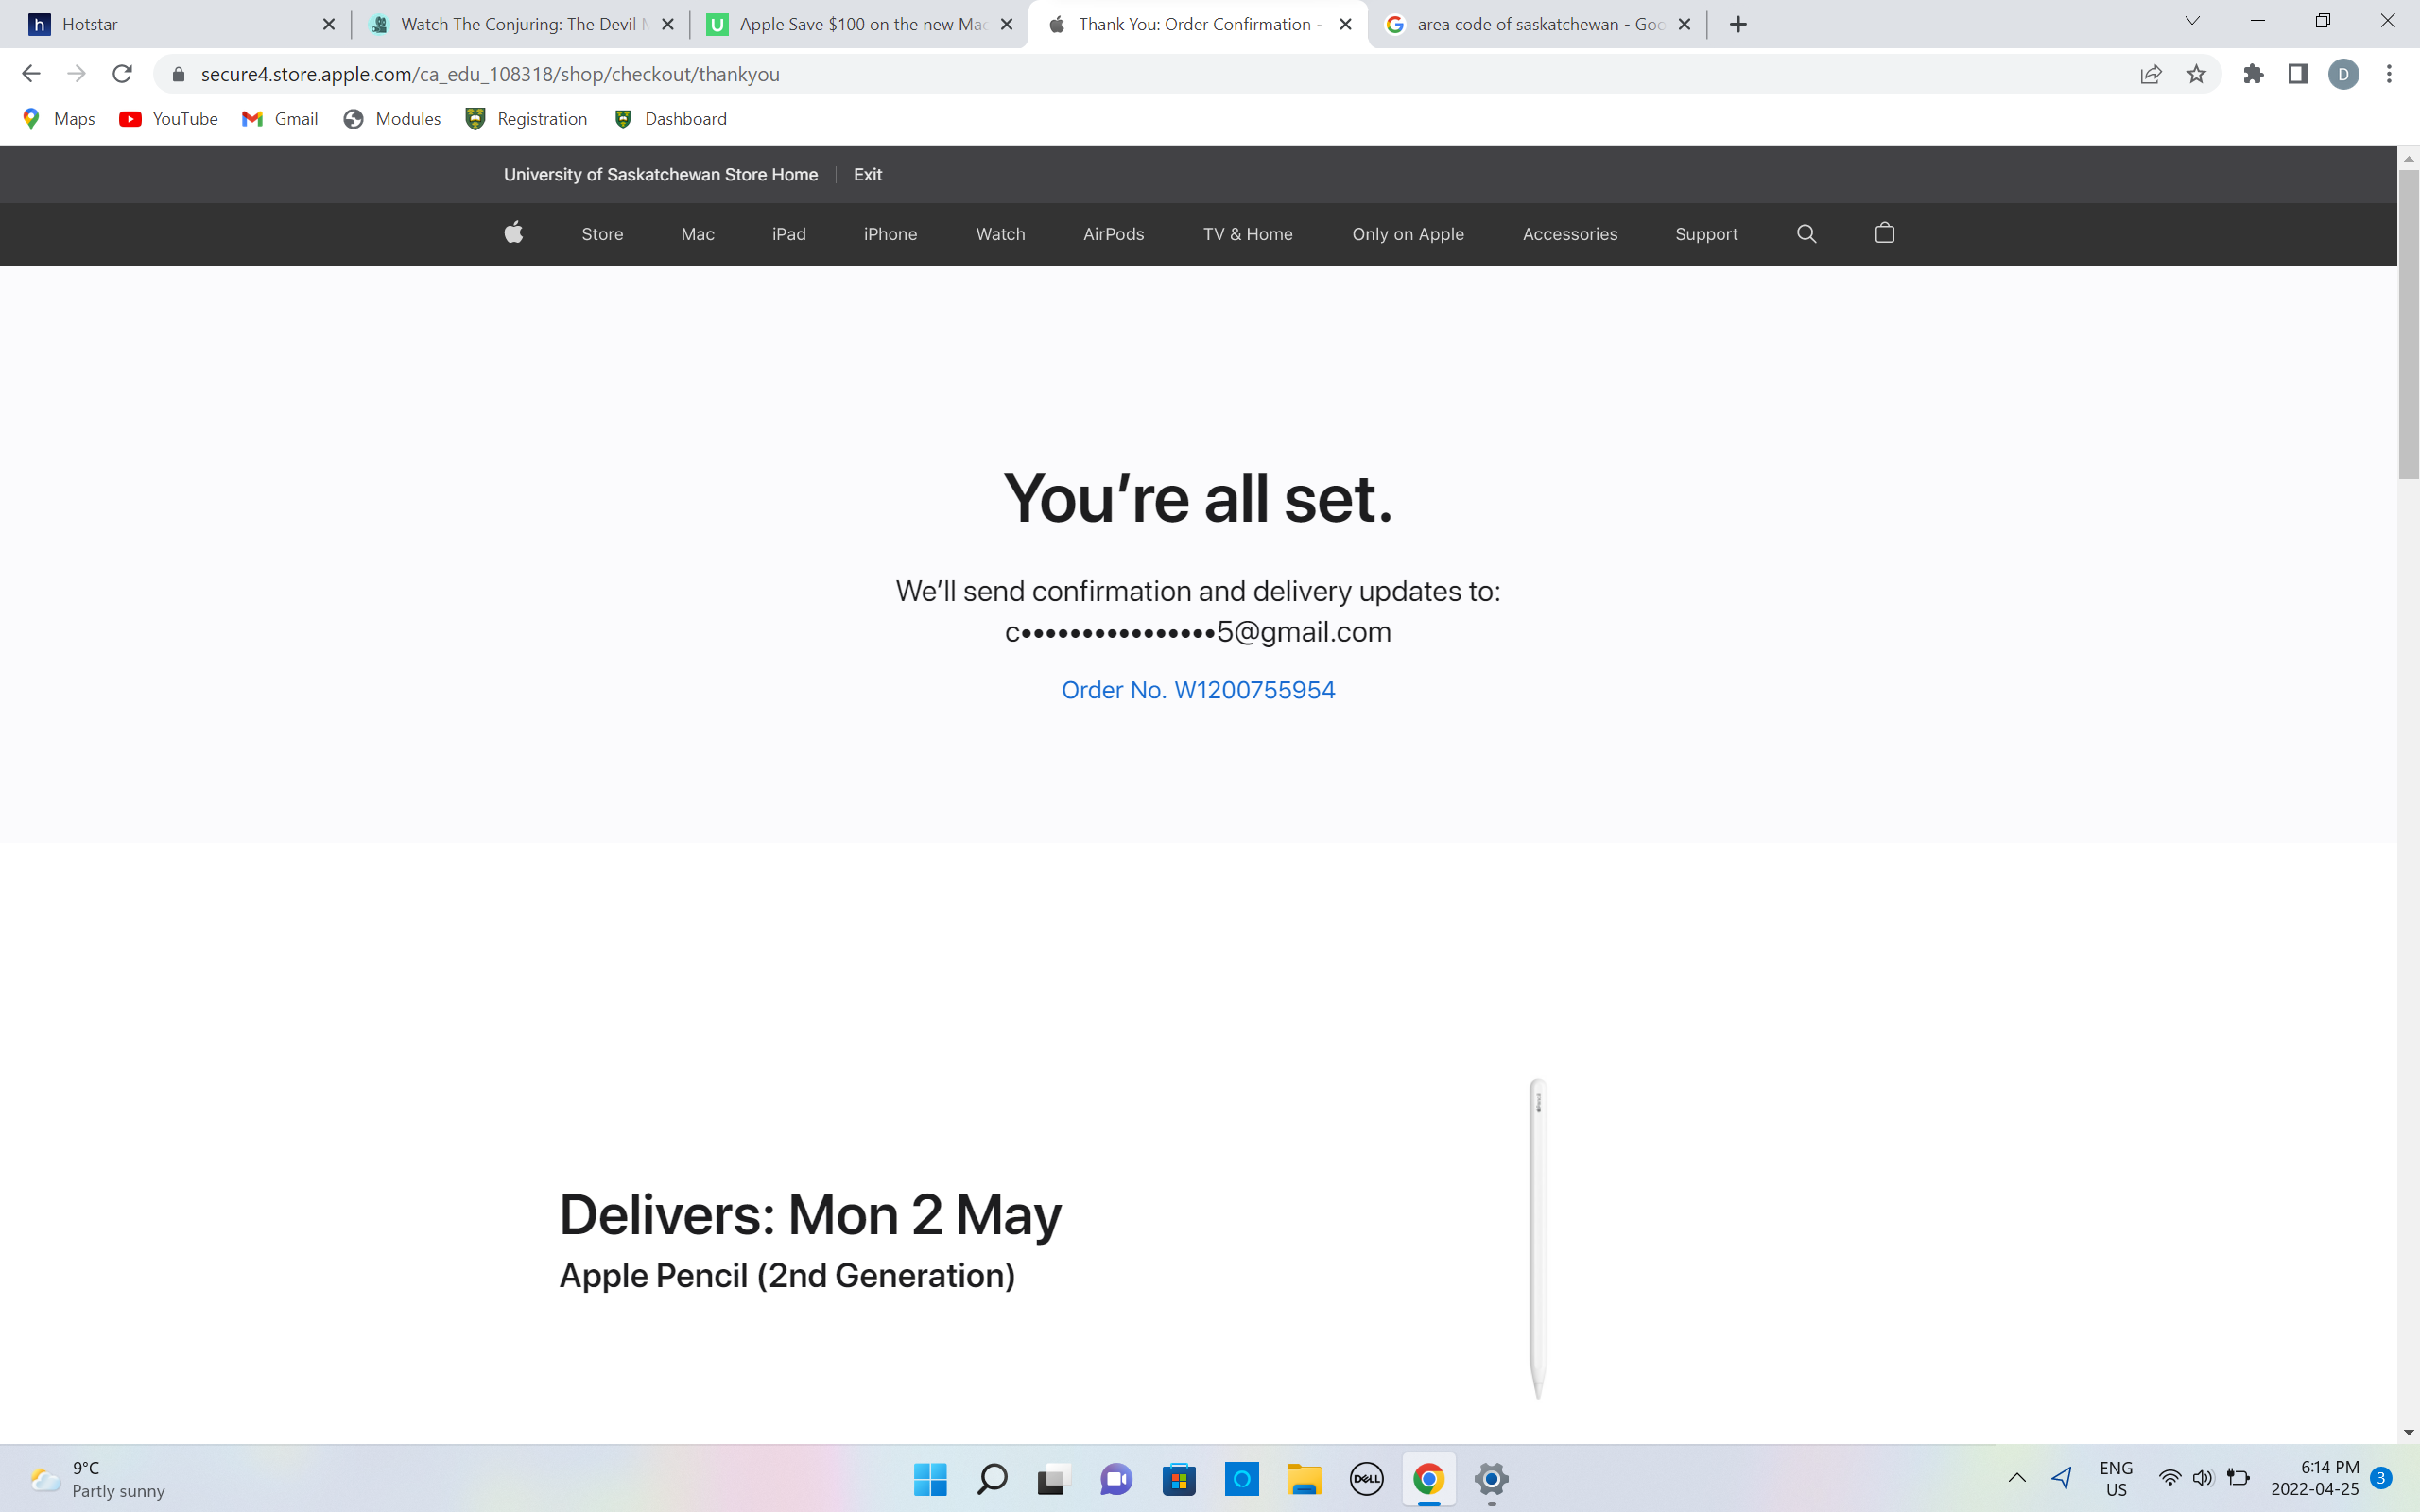 Hotstar
Watch The Conjuring: The Devil M
Apple Save $100 on the new Mac
Thank You: Order Confirmation -
area code of saskatchewan - Goo
secure4.store.apple.com/ca_edu_108318/shop/checkout/thankyou
D
Maps
YouTube
Gmail
Modules
Registration
Dashboard
University of Saskatchewan Store Home
Exit
Store
Mac
iPad
iPhone
Watch
AirPods
TV & Home
Only on Apple
Accessories
Support
You're all set.
We'll send confirmation and delivery updates to:
c••••••••••••••••5@gmail.com
Order No. W1200755954
Delivers: Mon 2 May
Apple Pencil (2nd Generation)
9°C
Partly sunny
DELL
ENG
US
6:14 PM
2022-04-25
3